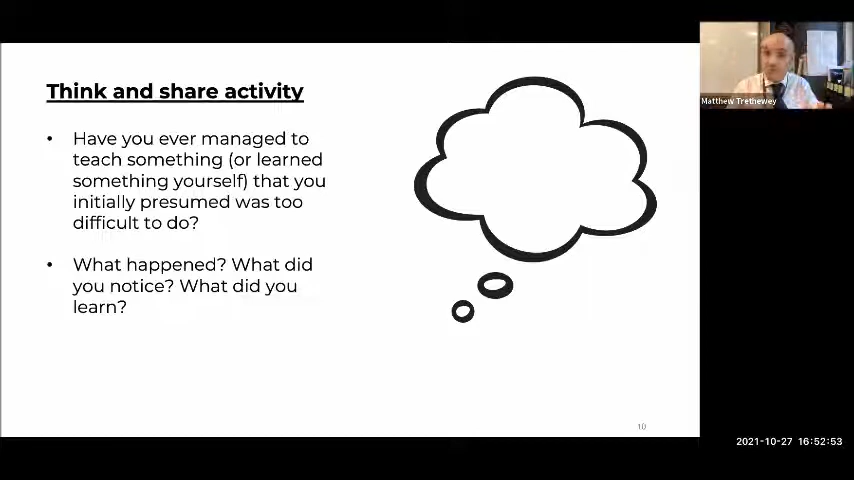 Think and share activity
• Have you ever managed to
teach something (or learned
something yourself) that you
initially presumed was too
difficult to do?
• What happened? What did
you notice? What did you
learn?
10
Matthew Trethewey
2021-10-27 16:52:53